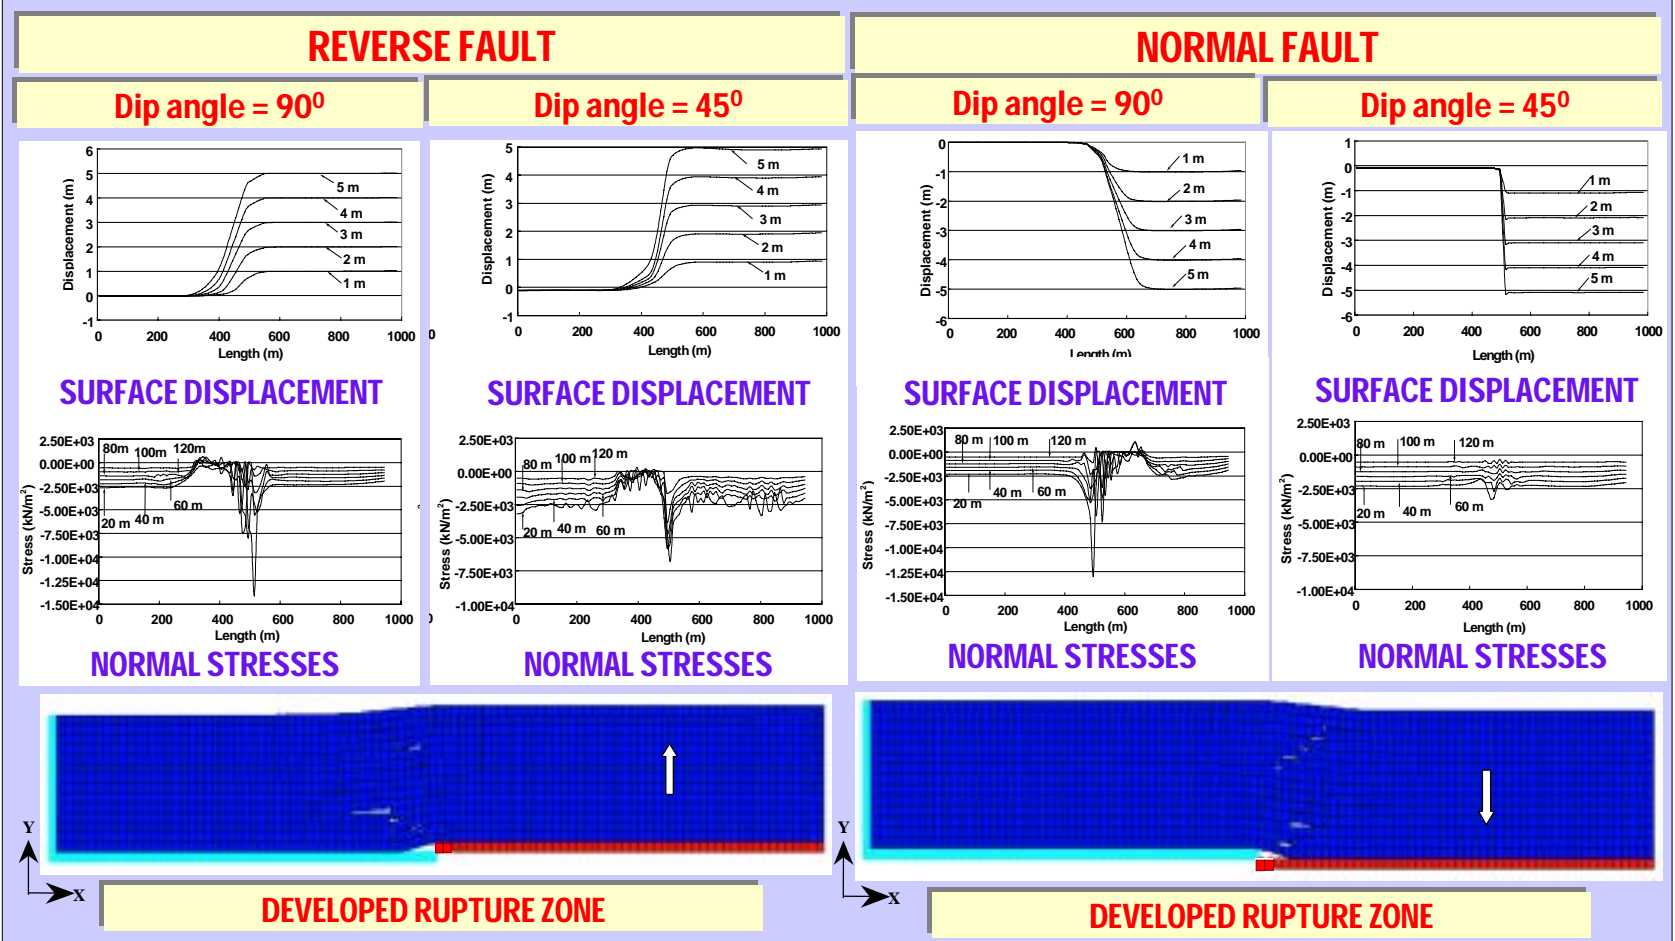 REVERSE FAULT
NORMAL FAULT
Dip angle = 90⁰
Dip angle = 45⁰
Dip angle = 90⁰
Dip angle = 45⁰
6
5
4
3
2
1
0
-1
Displacement (m)
5 m
4 m
3 m
2 m
1 m
0 200 400 600 800 1000
Length (m)
SURFACE DISPLACEMENT
5
4
3
2
1
0
-1
Displacement (m)
5 m
4 m
3 m
2 m
1 m
0
0 200 400 600 800 1000
Length (m)
SURFACE DISPLACEMENT
0
-1
-2
-3
-4
-5
-6
Displacement (m)
1 m
2 m
3 m
4 m
5 m
0 200 400 600 800 1000
Length (m)
SURFACE DISPLACEMENT
1
0
-1
-2
-3
-4
-5
-6
Displacement (m)
1 m
2 m
3 m
4 m
5 m
0 200 400 600 800 1000
Length (m)
SURFACE DISPLACEMENT
2.50E+03
0.00E+00
-2.50E+03
-5.00E+03
-7.50E+03
-1.00E+04
-1.25E+04
-1.50E+04
Stress (kN/m²)
80m 100m 120m
20 m 40 m 60 m
0 200 400 600 800 1000
Length (m)
NORMAL STRESSES
2.50E+03
0.00E+00
-2.50E+03
-5.00E+03
-7.50E+03
-1.00E+04
Stress (kN/m²)
80 m 100 m 120 m
20 m 40 m 60 m
0 200 400 600 800 1000
Length (m)
NORMAL STRESSES
2.50E+03
0.00E+00
-2.50E+03
-5.00E+03
-7.50E+03
-1.00E+04
-1.25E+04
-1.50E+04
Stress (kN/m²)
80 m 100 m 120 m
20 m 40 m 60 m
0 200 400 600 800 1000
Length (m)
NORMAL STRESSES
2.50E+03
0.00E+00
-2.50E+03
-5.00E+03
-7.50E+03
-1.00E+04
Stress (kN/m²)
80 m 100 m 120 m
20 m 40 m 60 m
0 200 400 600 800 1000
Length (m)
NORMAL STRESSES
Y
X
DEVELOPED RUPTURE ZONE
Y
X
DEVELOPED RUPTURE ZONE